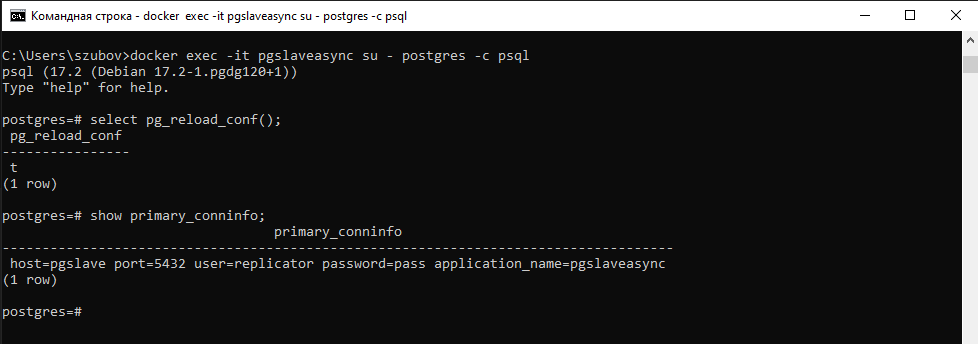 Командная строка - docker exec -it pgslaveasync su - postgres -c psql
C:\Users\szubov>docker exec -it pgslaveasync su - postgres -c psql
psql (17.2 (Debian 17.2-1.pgdg120+1))
Type "help" for help.
postgres=# select pg_reload_conf();
pg_reload_conf
----------------
t
(1 row)
postgres=# show primary_conninfo;
primary_conninfo
------------------------------------------------------------------------------------
host=pgslave port=5432 user=replicator password=pass application_name=pgslaveasync
(1 row)
postgres=#